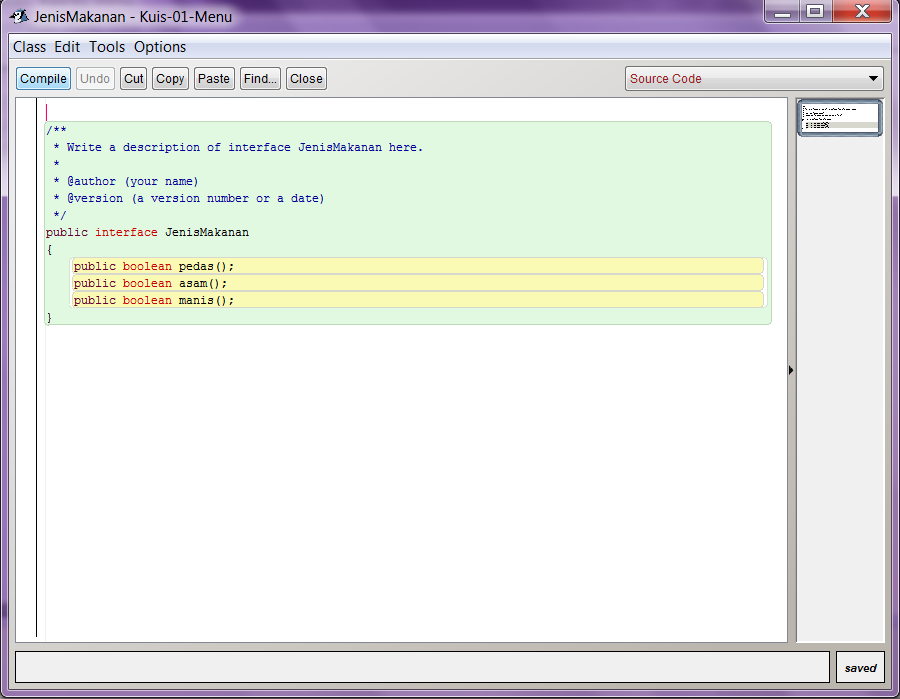 JenisMakanan - Kuis-01-Menu
Class Edit Tools Options
Compile Undo Cut Copy Paste Find... Close Source Code
/**
 * Write a description of interface JenisMakanan here.
 *
 * @author (your name)
 * @version (a version number or a date)
 */
public interface JenisMakanan
{
    public boolean pedas();
    public boolean asam();
    public boolean manis();
}
saved